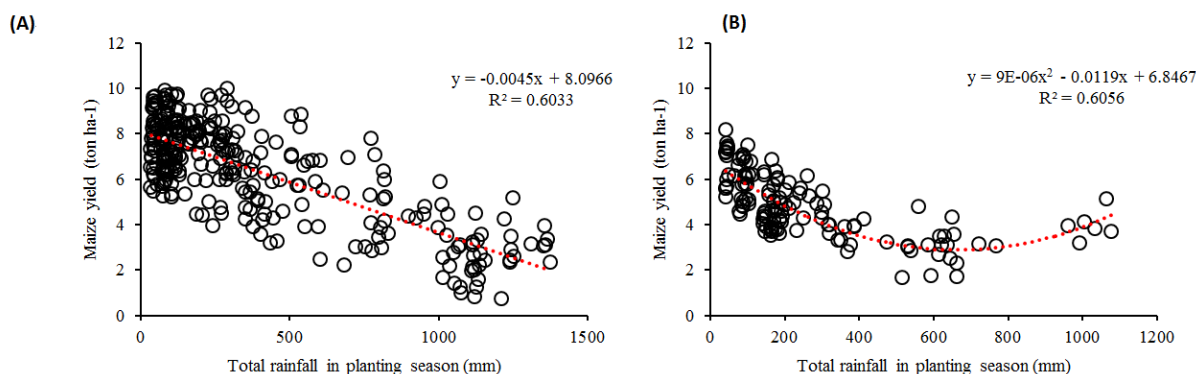 (A)
12
10
8
6
4
2
0
Maize yield (ton ha-1)
y = -0.0045x + 8.0966
R² = 0.6033
0
500
1000
1500
Total rainfall in planting season (mm)
(B)
12
10
8
6
4
2
0
Maize yield (ton ha-1)
y = 9E-06x² - 0.0119x + 6.8467
R² = 0.6056
0
200
400
600
800
1000
1200
Total rainfall in planting season (mm)